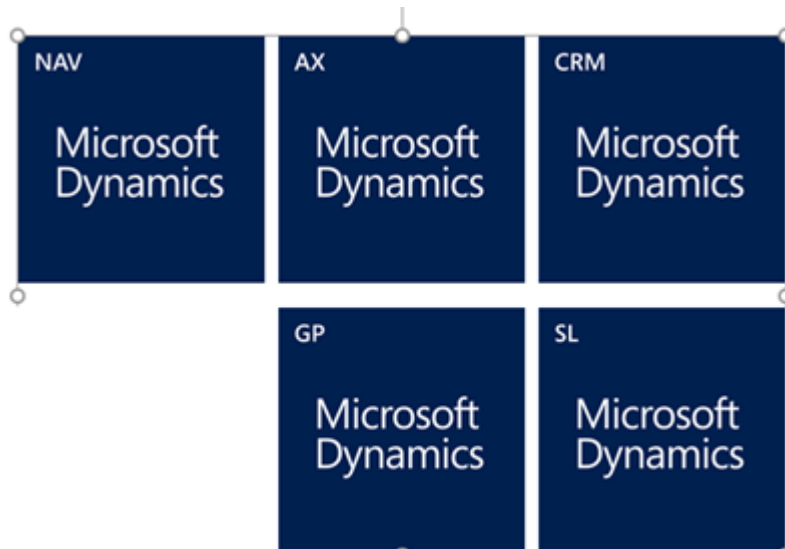 NAV
Microsoft
Dynamics
AX
Microsoft
Dynamics
CRM
Microsoft
Dynamics
GP
Microsoft
Dynamics
SL
Microsoft
Dynamics